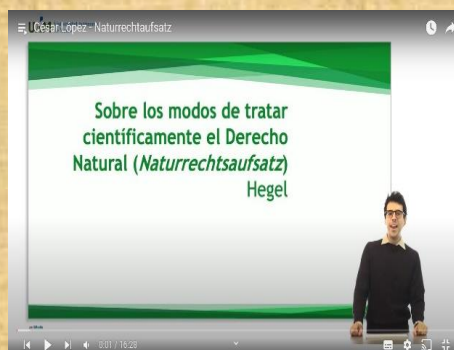 César López - Naturrechtaufsatz
Sobre los modos de tratar
científicamente el Derecho
Natural (Naturrechtsaufsatz)
Hegel
0:01 / 16:28